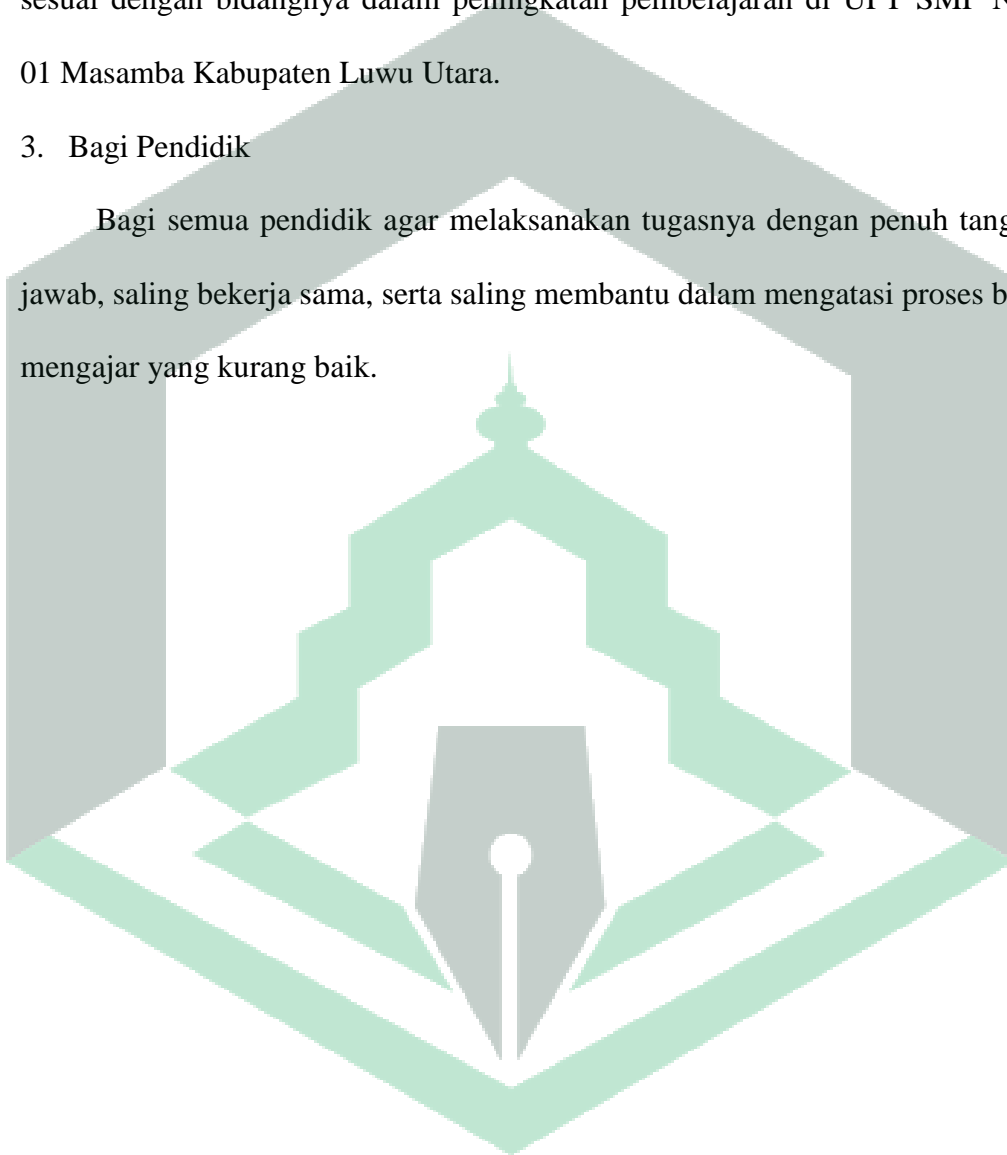 sesuai dengan bidangnya dalam peningkatan pembelajaran di UPT SMP N
01 Masamba Kabupaten Luwu Utara.
3. Bagi Pendidik
Bagi semua pendidik agar melaksanakan tugasnya dengan penuh tang
jawab, saling bekerja sama, serta saling membantu dalam mengatasi proses b
mengajar yang kurang baik.